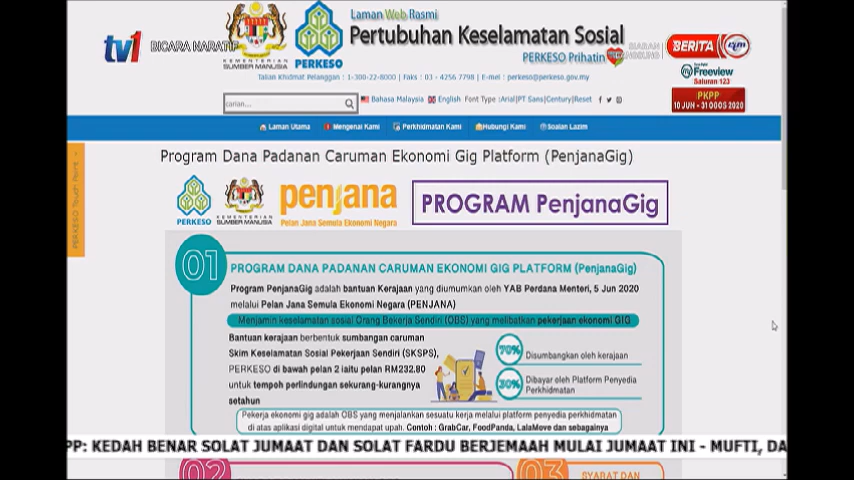 tv1 BICARA NARATIF
KEMENTERIAN
SUMBER MANUSIA
PERKESO
Laman Web Rasmi
Pertubuhan Keselamatan Sosial
PERKESO Prihatin
SIARAN
LANGSUNG
BERITA rtm
myFreeview
Saluran 123
PKPP
10 JUN - 31 OGOS 2020
Talian Khidmat Pelanggan : 1-300-22-8000 | Faks : 03 - 4256 7798 | E-mel : perkeso@perkeso.gov.my
carian... Bahasa Malaysia English Font Type :Arial|PT Sans|Century|Reset
Laman Utama Mengenai Kami Perkhidmatan Kami Hubungi Kami Soalan Lazim
PERKESO Touch Point
Program Dana Padanan Caruman Ekonomi Gig Platform (PenjanaGig)
PERKESO
KEMENTERIAN
SUMBER MANUSIA
penjana
Pelan Jana Semula Ekonomi Negara
PROGRAM PenjanaGig
01 PROGRAM DANA PADANAN CARUMAN EKONOMI GIG PLATFORM (PenjanaGig)
Program PenjanaGig adalah bantuan Kerajaan yang diumumkan oleh YAB Perdana Menteri, 5 Jun 2020
melalui Pelan Jana Semula Ekonomi Negara (PENJANA)
Menjamin keselamatan sosial Orang Bekerja Sendiri (OBS) yang melibatkan pekerjaan ekonomi GIG
Bantuan kerajaan berbentuk sumbangan caruman
Skim Keselamatan Sosial Pekerjaan Sendiri (SKSPS),
PERKESO di bawah pelan 2 iaitu pelan RM232.80
untuk tempoh perlindungan sekurang-kurangnya
setahun
70% Disumbangkan oleh kerajaan
30% Dibayar oleh Platform Penyedia
Perkhidmatan
Pekerja ekonomi gig adalah OBS yang menjalankan sesuatu kerja melalui platform penyedia perkhidmatan
di atas aplikasi digital untuk mendapat upah. Contoh : GrabCar, FoodPanda, LalaMove dan sebagainya
PP: KEDAH BENAR SOLAT JUMAAT DAN SOLAT FARDU BERJEMAAH MULAI JUMAAT INI - MUFTI, DA
02 03 SYARAT DAN